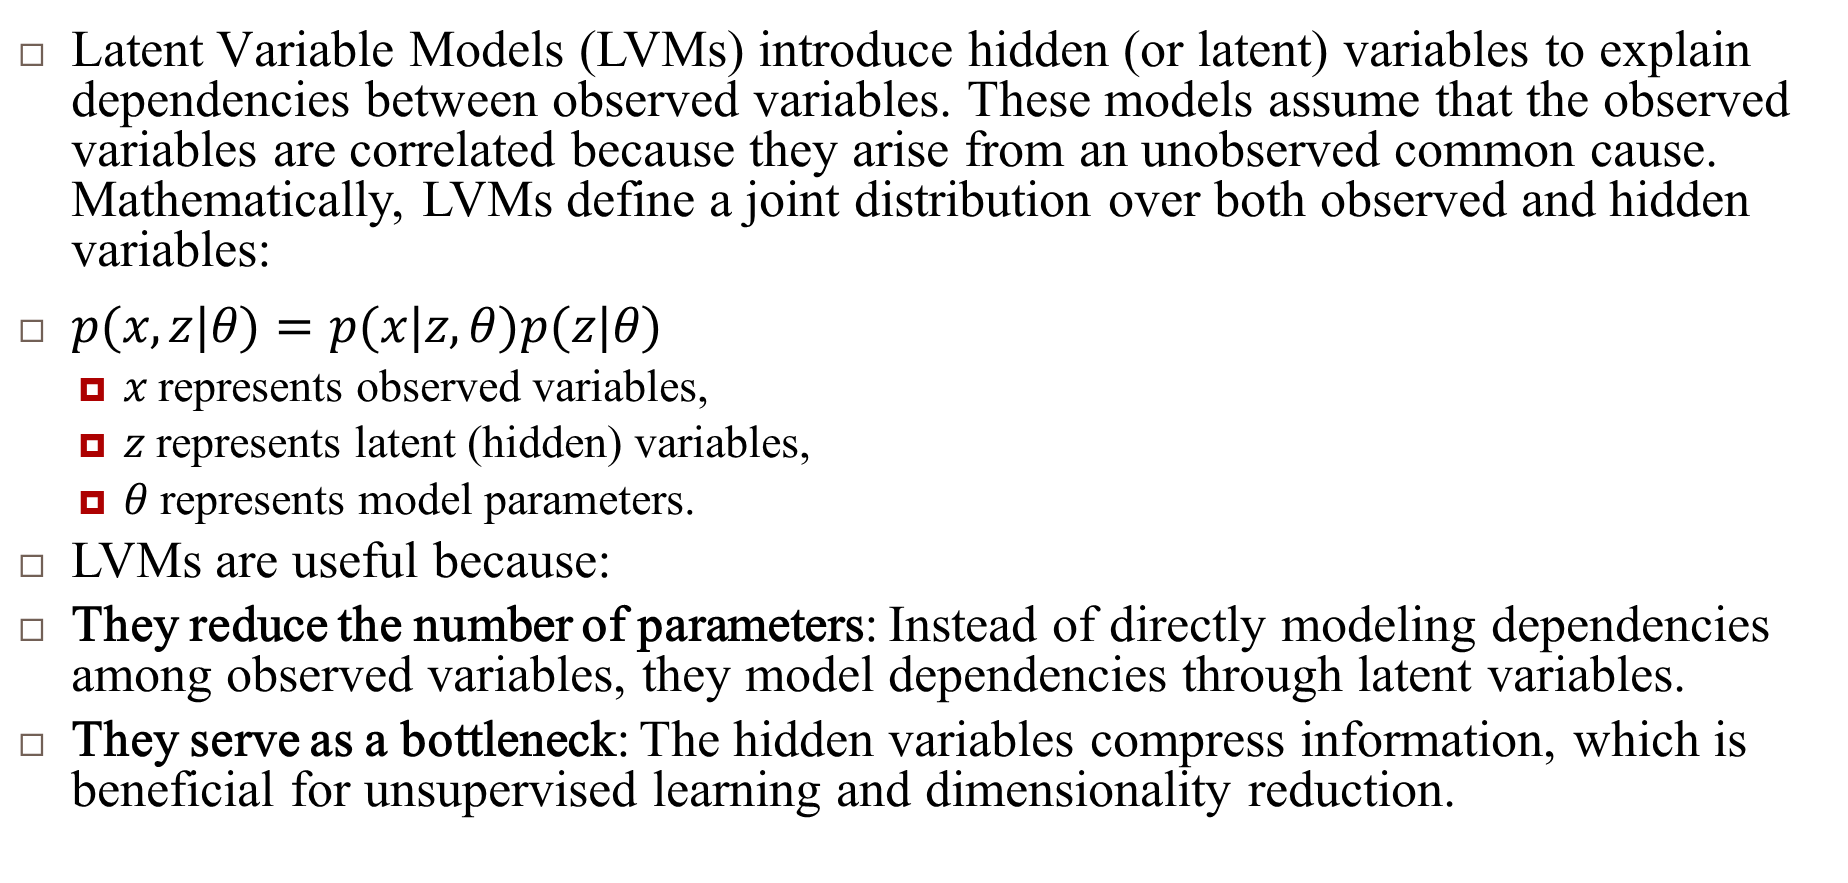 Latent Variable Models (LVMs) introduce hidden (or latent) variables to explain
dependencies between observed variables. These models assume that the observed
variables are correlated because they arise from an unobserved common cause.
Mathematically, LVMs define a joint distribution over both observed and hidden
variables:
p(x, z|θ) = p(x|z, θ)p(z|θ)
x represents observed variables,
z represents latent (hidden) variables,
θ represents model parameters.
LVMs are useful because:
They reduce the number of parameters: Instead of directly modeling dependencies
among observed variables, they model dependencies through latent variables.
They serve as a bottleneck: The hidden variables compress information, which is
beneficial for unsupervised learning and dimensionality reduction.